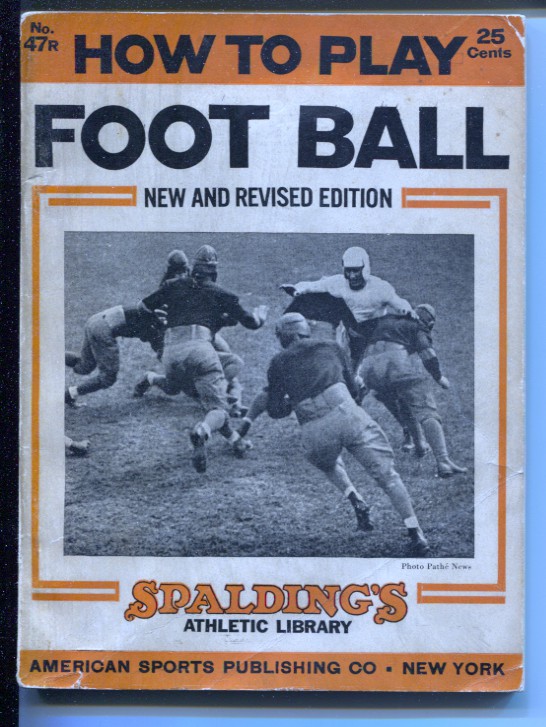 No.
47R
HOW TO PLAY
25
Cents
FOOT BALL
NEW AND REVISED EDITION
Photo Pathé News
SPALDING'S
ATHLETIC LIBRARY
AMERICAN SPORTS PUBLISHING CO ▪ NEW YORK